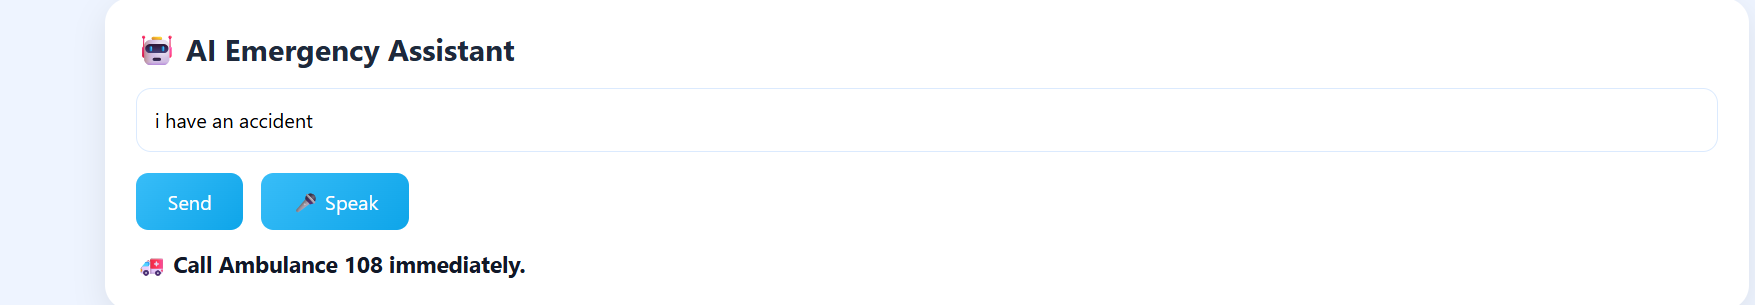 AI Emergency Assistant
i have an accident
Send
Speak
Call Ambulance 108 immediately.